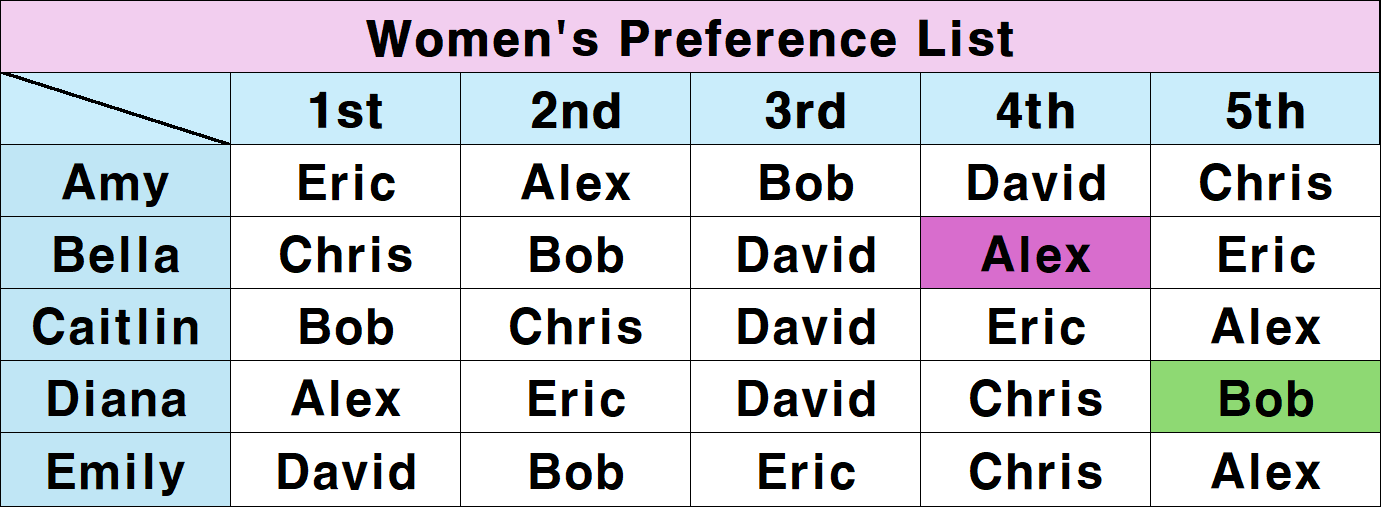 Women's Preference List
1st 2nd 3rd 4th 5th
Amy Eric Alex Bob David Chris
Bella Chris Bob David Alex Eric
Caitlin Bob Chris David Eric Alex
Diana Alex Eric David Chris Bob
Emily David Bob Eric Chris Alex